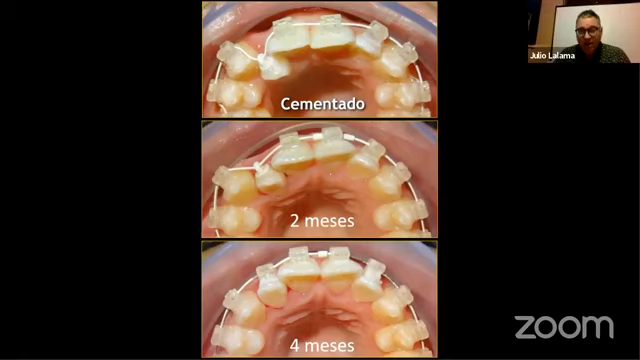 Cementado
Julio Lalama
2 meses
4 meses
zoom